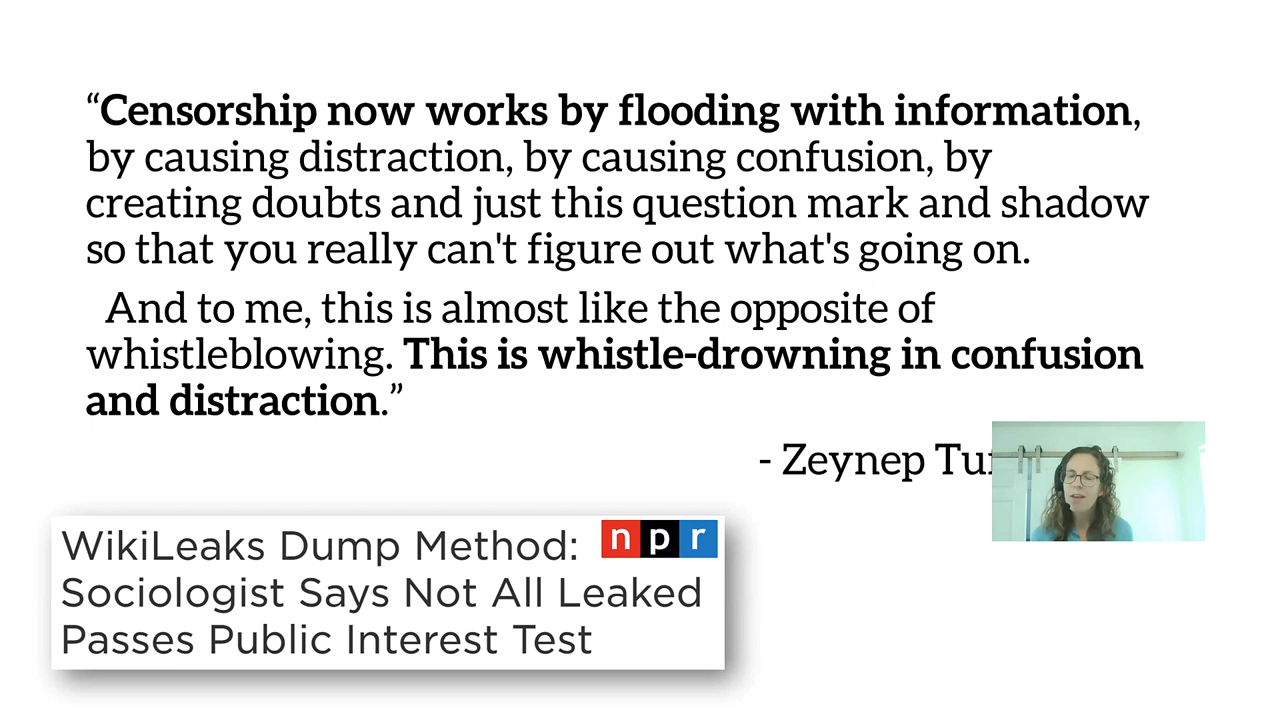 “Censorship now works by flooding with information,
by causing distraction, by causing confusion, by
creating doubts and just this question mark and shadow
so that you really can't figure out what's going on.
And to me, this is almost like the opposite of
whistleblowing. This is whistle-drowning in confusion
and distraction.”
- Zeynep
WikiLeaks Dump Method: npr
Sociologist Says Not All Leaked
Passes Public Interest Test